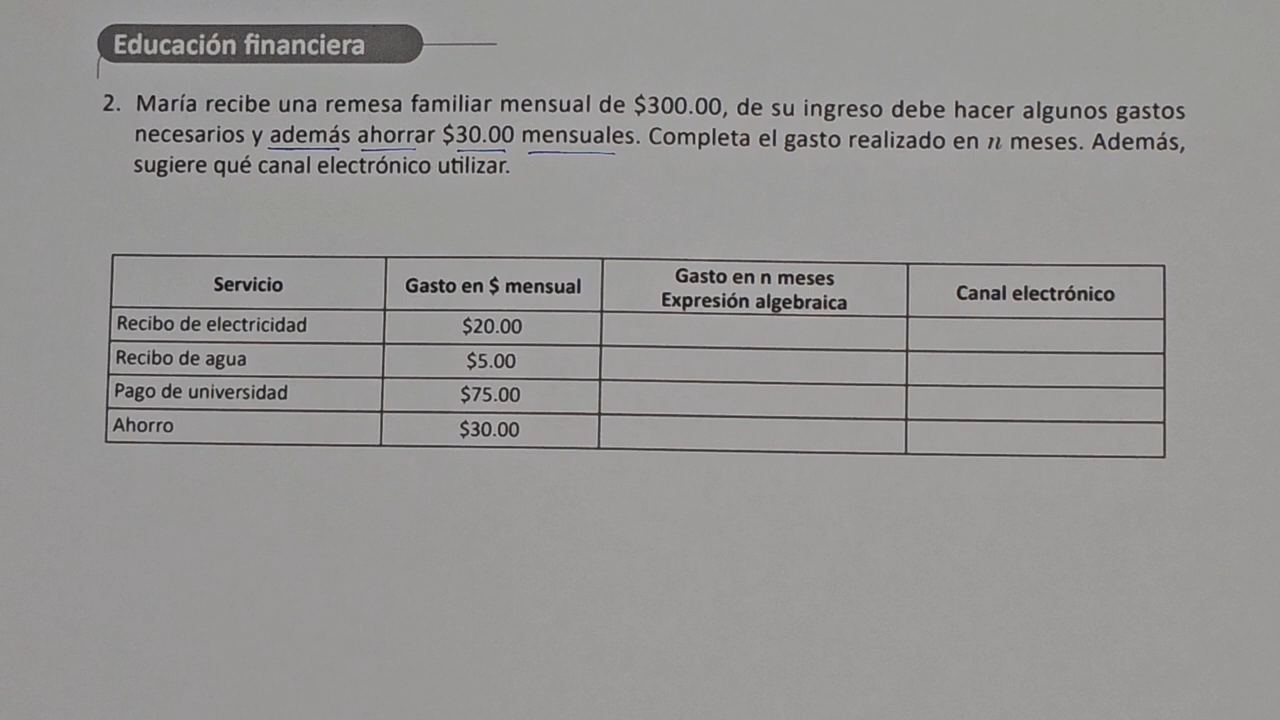 Educación financiera
2. María recibe una remesa familiar mensual de $300.00, de su ingreso debe hacer algunos gastos
necesarios y además ahorrar $30.00 mensuales. Completa el gasto realizado en n meses. Además,
sugiere qué canal electrónico utilizar.
Servicio Gasto en $ mensual Gasto en n meses Canal electrónico
Expresión algebraica
Recibo de electricidad $20.00
Recibo de agua $5.00
Pago de universidad $75.00
Ahorro $30.00